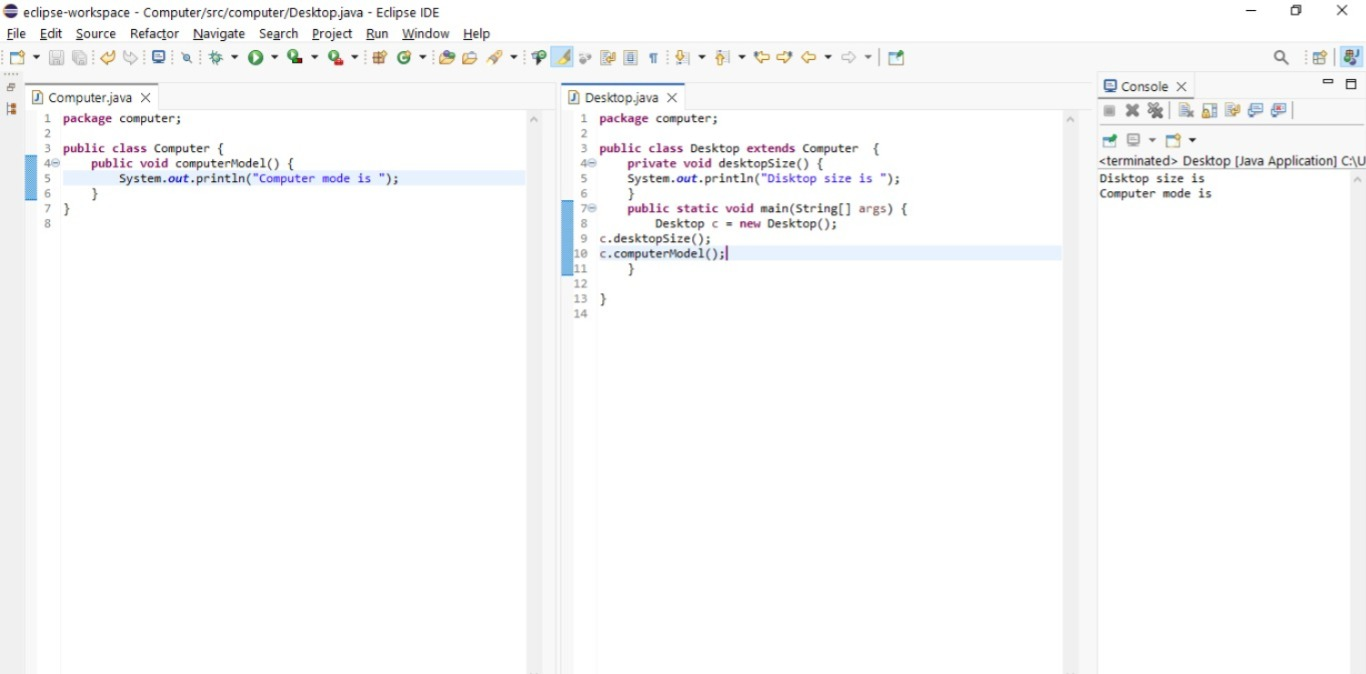 eclipse-workspace - Computer/src/computer/Desktop.java - Eclipse IDE
File Edit Source Refactor Navigate Search Project Run Window Help
Computer.java
1 package computer;
2
3 public class Computer {
4 public void computerModel() {
5 System.out.println("Computer mode is ");
6 }
7 }
8
Desktop.java
1 package computer;
2
3 public class Desktop extends Computer {
4 private void desktopSize() {
5 System.out.println("Disktop size is ");
6 }
7 public static void main(String[] args) {
8 Desktop c = new Desktop();
9 c.desktopSize();
10 c.computerModel();
11 }
12
13 }
14
Console
<terminated> Desktop [Java Application] C:\U
Disktop size is
Computer mode is